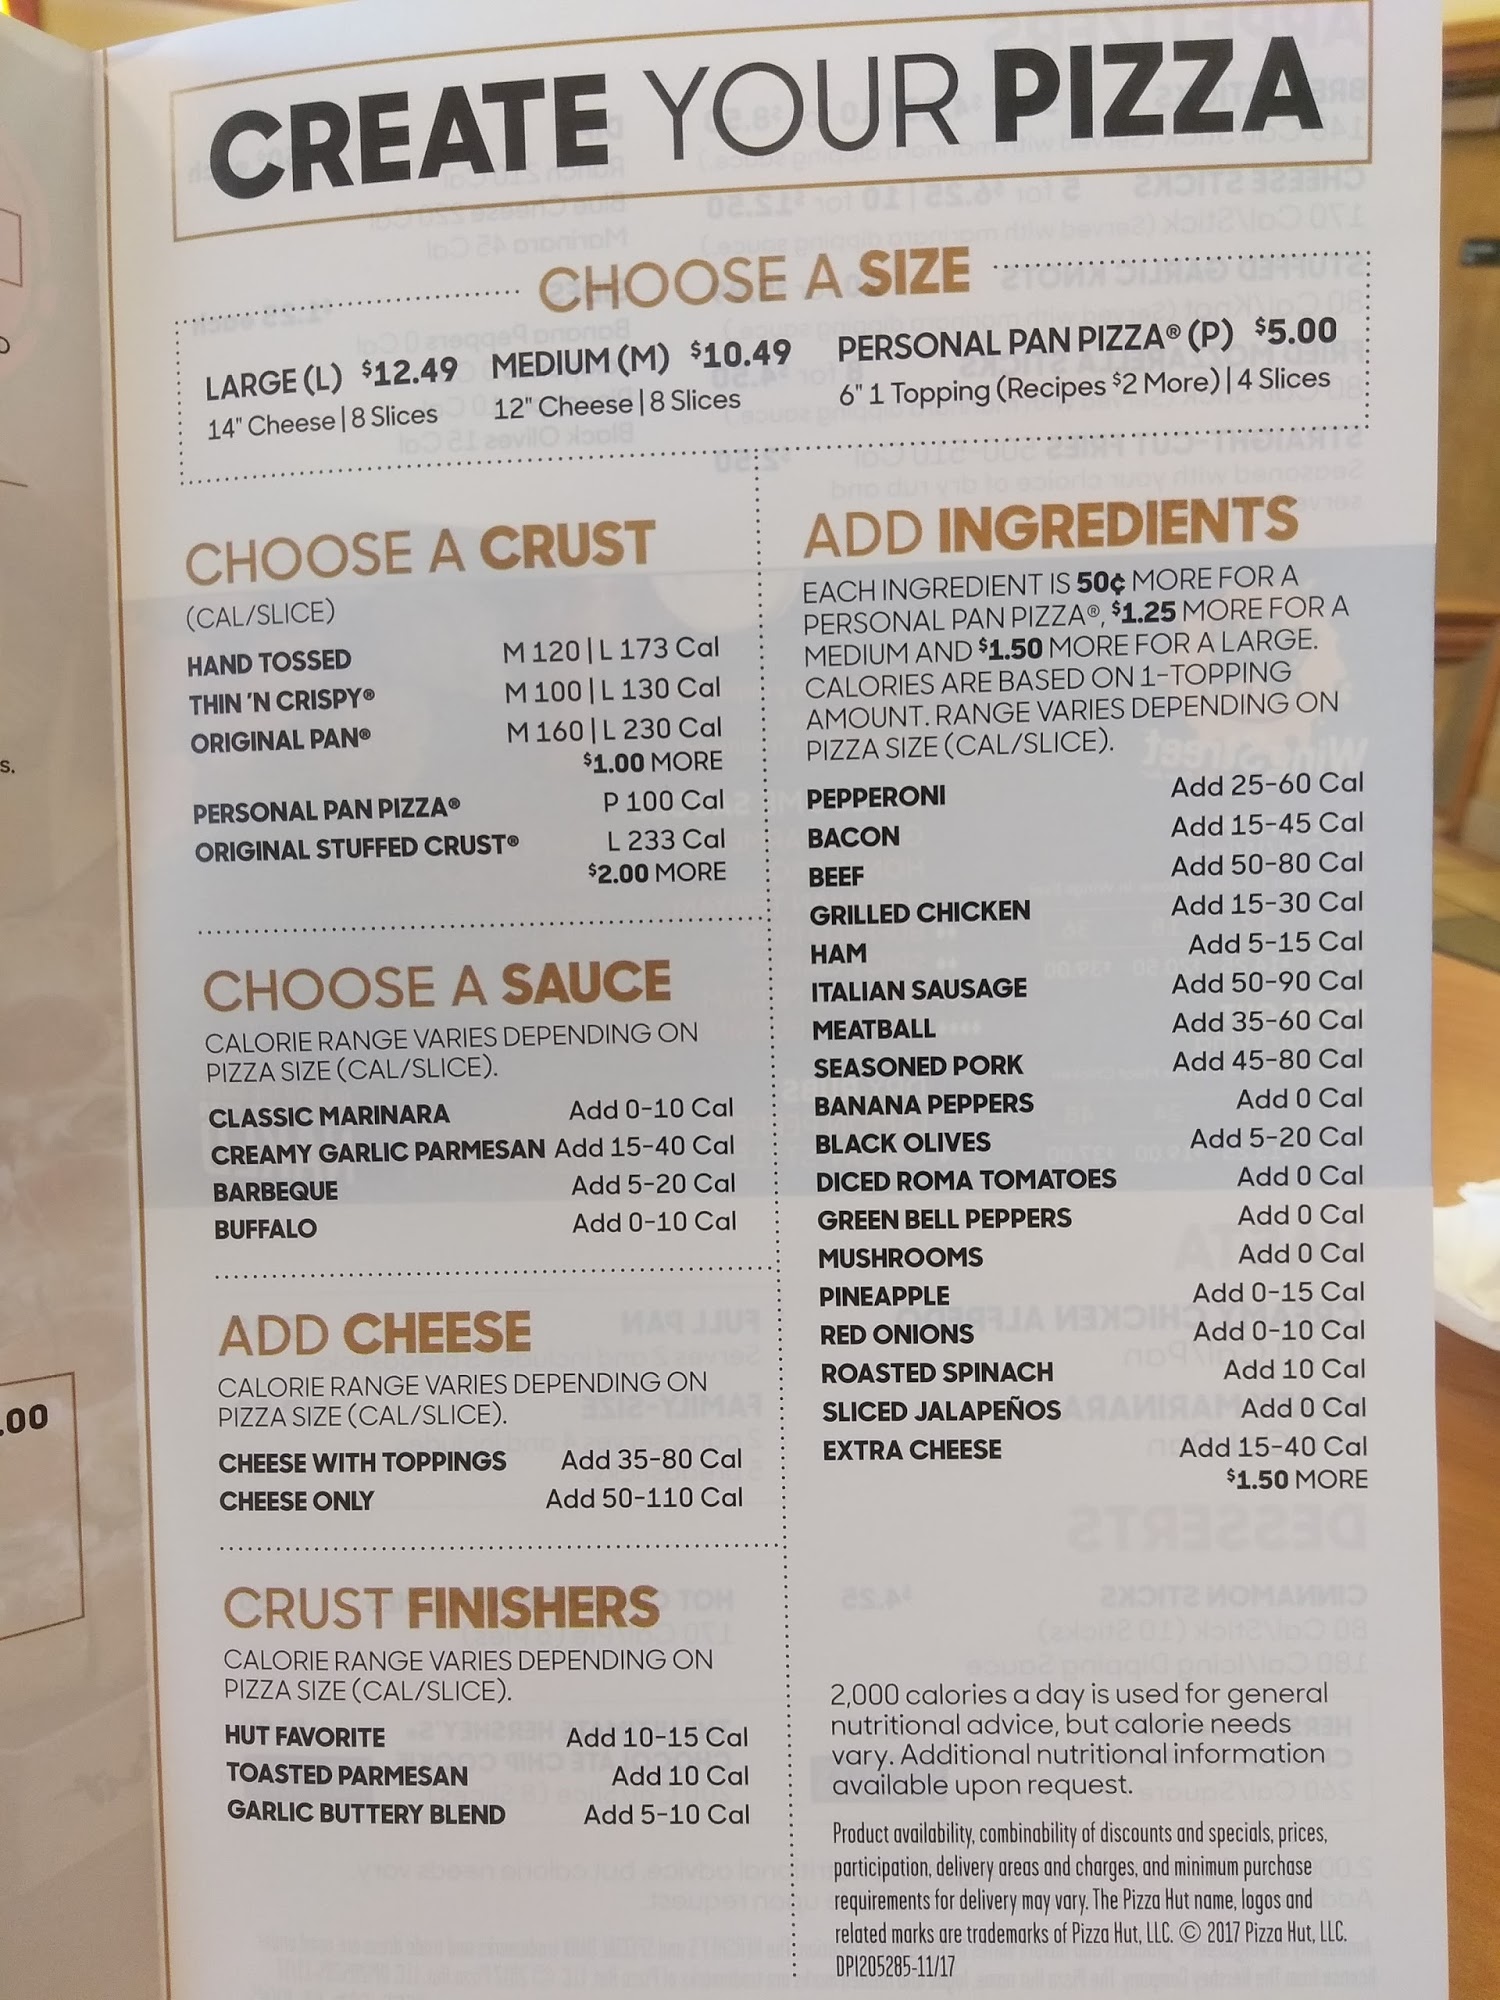 CREATE YOUR PIZZA
CHOOSE A SIZE
LARGE (L) $12.49
14" Cheese | 8 Slices
MEDIUM (M) $10.49
12" Cheese | 8 Slices
PERSONAL PAN PIZZA® (P) $5.00
6" 1 Topping (Recipes $2 More) | 4 Slices
CHOOSE A CRUST
(CAL/SLICE)
HAND TOSSED M 120 | L 173 Cal
THIN 'N CRISPY® M 100 | L 130 Cal
ORIGINAL PAN® M 160 | L 230 Cal
$1.00 MORE
PERSONAL PAN PIZZA® P 100 Cal
ORIGINAL STUFFED CRUST® L 233 Cal
$2.00 MORE
CHOOSE A SAUCE
CALORIE RANGE VARIES DEPENDING ON
PIZZA SIZE (CAL/SLICE).
CLASSIC MARINARA Add 0-10 Cal
CREAMY GARLIC PARMESAN Add 15-40 Cal
BARBEQUE Add 5-20 Cal
BUFFALO Add 0-10 Cal
ADD CHEESE
CALORIE RANGE VARIES DEPENDING ON
PIZZA SIZE (CAL/SLICE).
CHEESE WITH TOPPINGS Add 35-80 Cal
CHEESE ONLY Add 50-110 Cal
CRUST FINISHERS
CALORIE RANGE VARIES DEPENDING ON
PIZZA SIZE (CAL/SLICE).
HUT FAVORITE Add 10-15 Cal
TOASTED PARMESAN Add 10 Cal
GARLIC BUTTERY BLEND Add 5-10 Cal
ADD INGREDIENTS
EACH INGREDIENT IS 50¢ MORE FOR A
PERSONAL PAN PIZZA®, $1.25 MORE FOR A
MEDIUM AND $1.50 MORE FOR A LARGE.
CALORIES ARE BASED ON 1-TOPPING
AMOUNT. RANGE VARIES DEPENDING ON
PIZZA SIZE (CAL/SLICE).
PEPPERONI Add 25-60 Cal
BACON Add 15-45 Cal
BEEF Add 50-80 Cal
GRILLED CHICKEN Add 15-30 Cal
HAM Add 5-15 Cal
ITALIAN SAUSAGE Add 50-90 Cal
MEATBALL Add 35-60 Cal
SEASONED PORK Add 45-80 Cal
BANANA PEPPERS Add 0 Cal
BLACK OLIVES Add 5-20 Cal
DICED ROMA TOMATOES Add 0 Cal
GREEN BELL PEPPERS Add 0 Cal
MUSHROOMS Add 0 Cal
PINEAPPLE Add 0-15 Cal
RED ONIONS Add 0-10 Cal
ROASTED SPINACH Add 10 Cal
SLICED JALAPEÑOS Add 0 Cal
EXTRA CHEESE Add 15-40 Cal
$1.50 MORE
2,000 calories a day is used for general
nutritional advice, but calorie needs
vary. Additional nutritional information
available upon request.
Product availability, combinability of discounts and specials, prices,
participation, delivery areas and charges, and minimum purchase
requirements for delivery may vary. The Pizza Hut name, logos and
related marks are trademarks of Pizza Hut, LLC. © 2017 Pizza Hut, LLC.
DPI205285-11/17
s.
.00